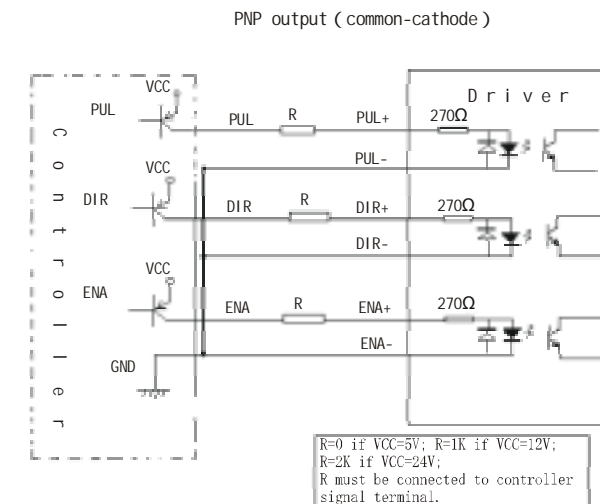 PNP output (common-cathode)
Controller
Driver
VCC
PUL
PUL
R
PUL+
270Ω
PUL-
VCC
DIR
DIR
R
DIR+
270Ω
DIR-
VCC
ENA
ENA
R
ENA+
270Ω
ENA-
GND
R=0 if VCC=5V; R=1K if VCC=12V;
R=2K if VCC=24V;
R must be connected to controller
signal terminal.